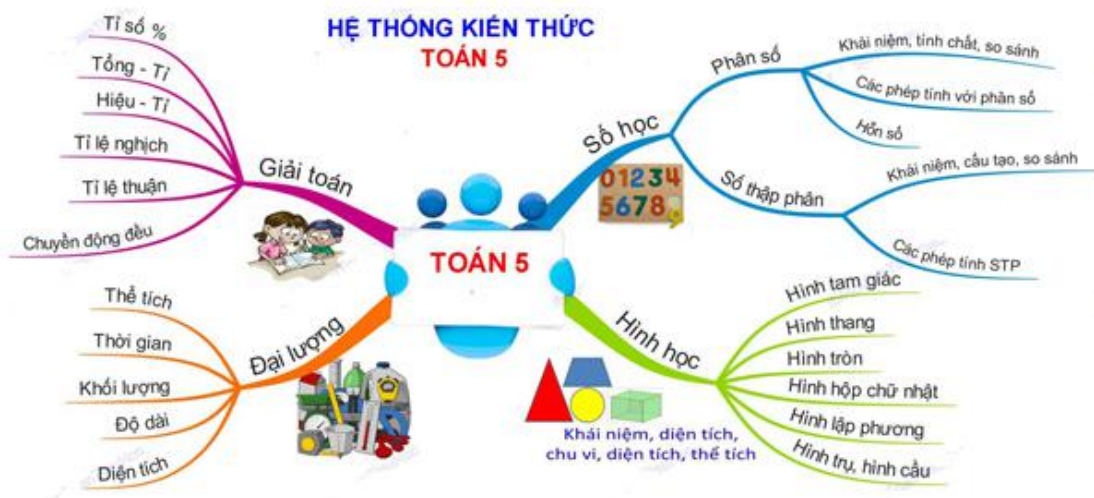 HỆ THỐNG KIẾN THỨC
TOÁN 5
TOÁN 5
Giải toán
Tỉ số %
Tổng - Tỉ
Hiệu - Tỉ
Tỉ lệ nghịch
Tỉ lệ thuận
Chuyển động đều
Đại lượng
Thể tích
Thời gian
Khối lượng
Độ dài
Diện tích
Số học
Phân số
Khái niệm, tính chất, so sánh
Các phép tính với phân số
Hỗn số
Số thập phân
Khái niệm, cấu tạo, so sánh
Các phép tính STP
01234
5678
Hình học
Hình tam giác
Hình thang
Hình tròn
Hình hộp chữ nhật
Hình lập phương
Hình trụ, hình cầu
Khái niệm, diện tích,
chu vi, diện tích, thể tích